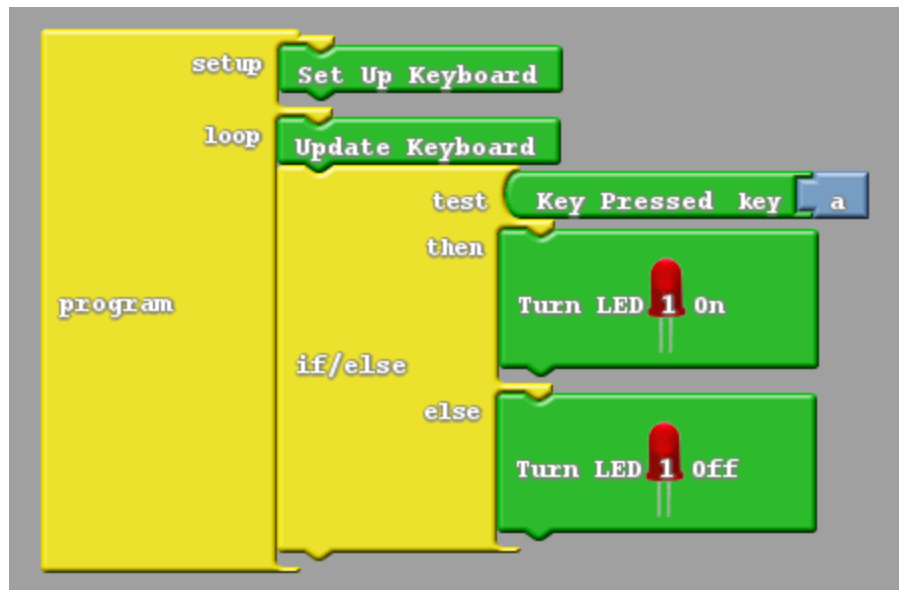 setup
Set Up Keyboard
loop
Update Keyboard
test
Key Pressed key a
then
program
Turn LED 1 On
if/else
else
Turn LED 1 Off